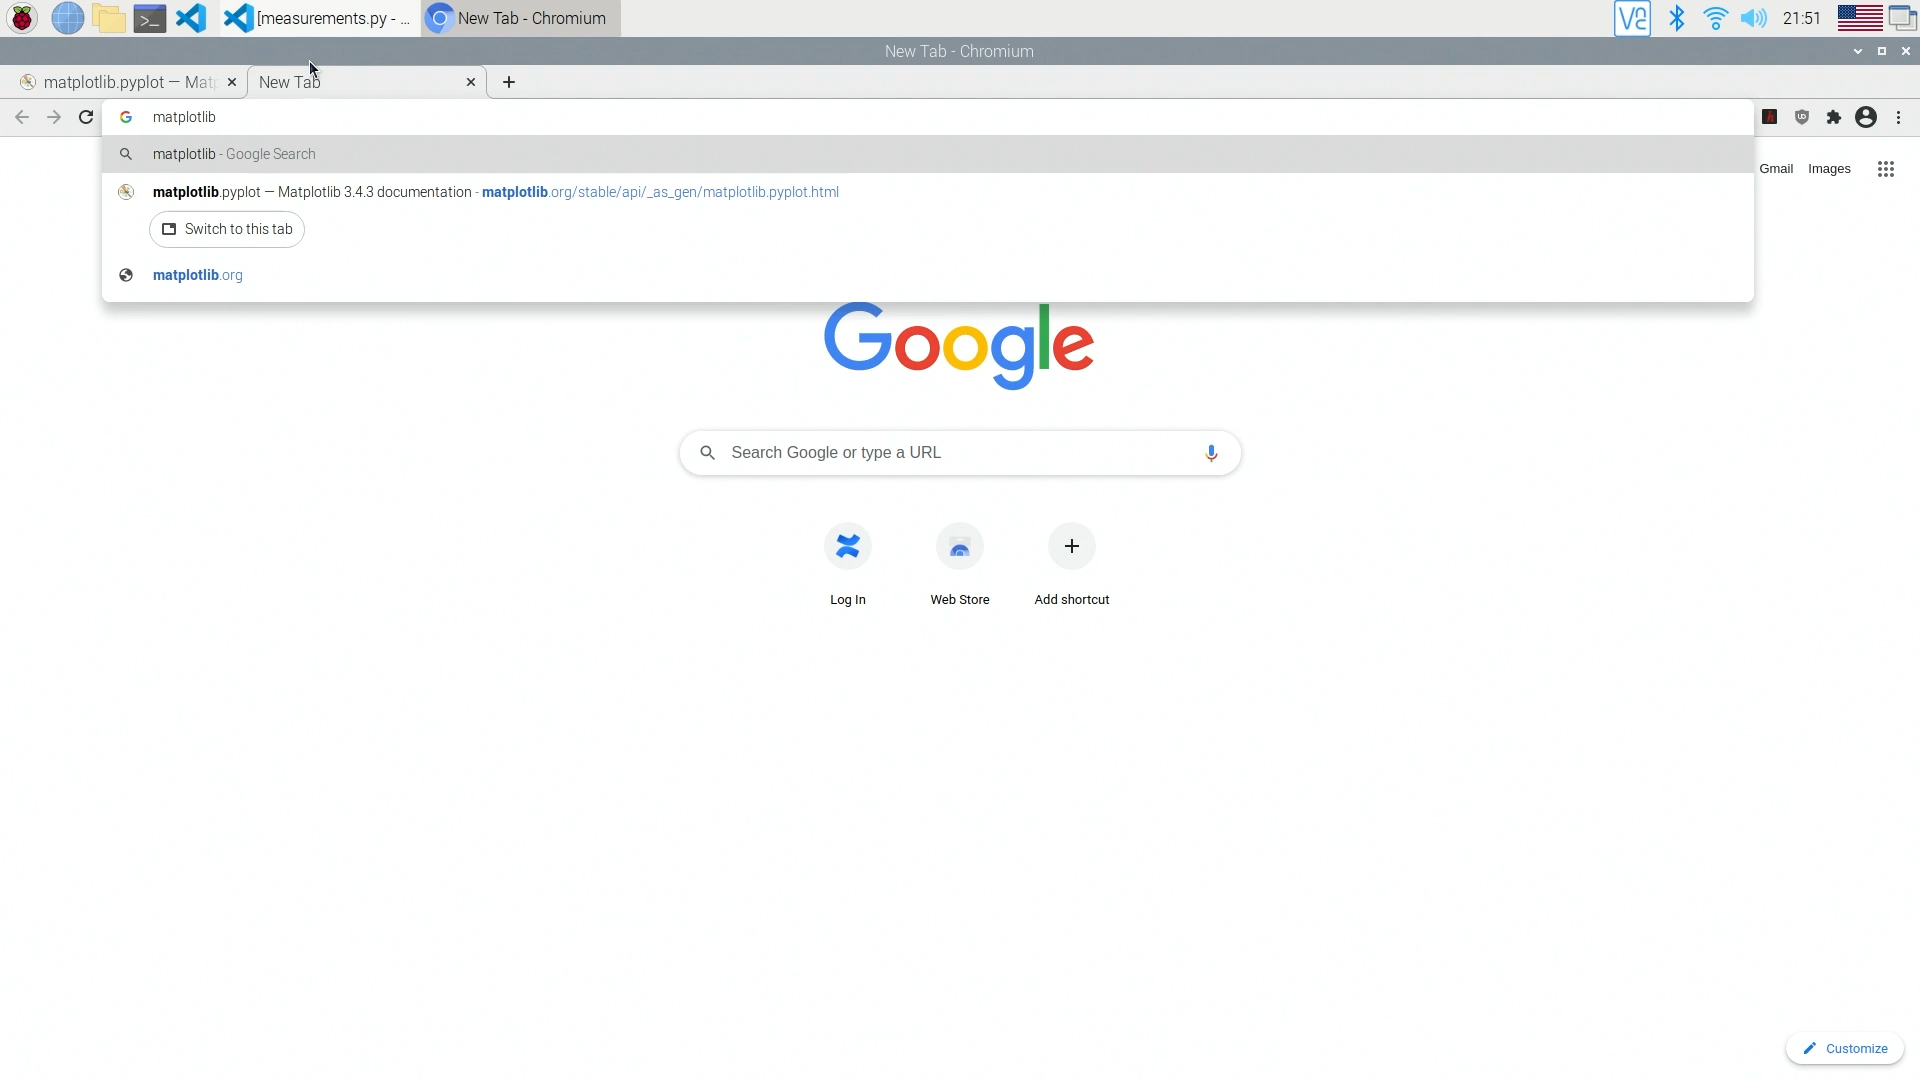 [measurements.py - ...
New Tab - Chromium
21:51
New Tab - Chromium
matplotlib.pyplot — Matp
New Tab
matplotlib
matplotlib - Google Search
matplotlib.pyplot — Matplotlib 3.4.3 documentation - matplotlib.org/stable/api/_as_gen/matplotlib.pyplot.html
Switch to this tab
matplotlib.org
Gmail
Images
Google
Search Google or type a URL
Log In
Web Store
Add shortcut
Customize